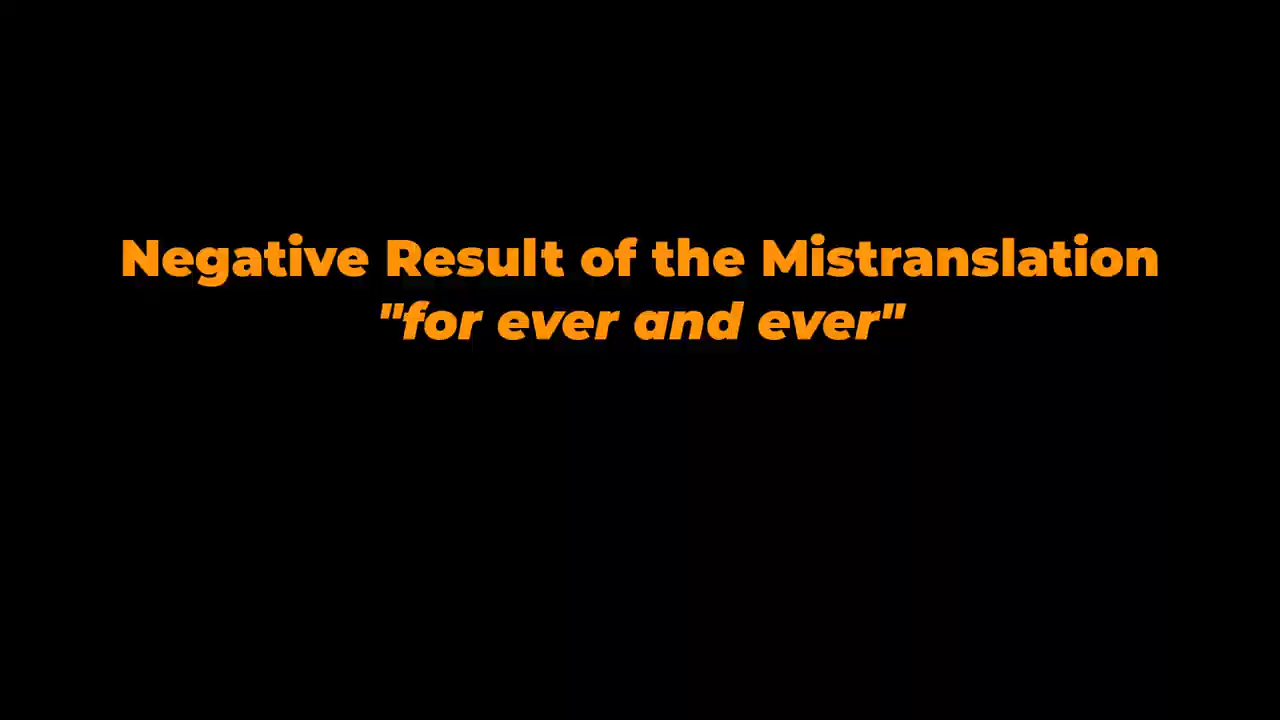 Negative Result of the Mistranslation
"for ever and ever"